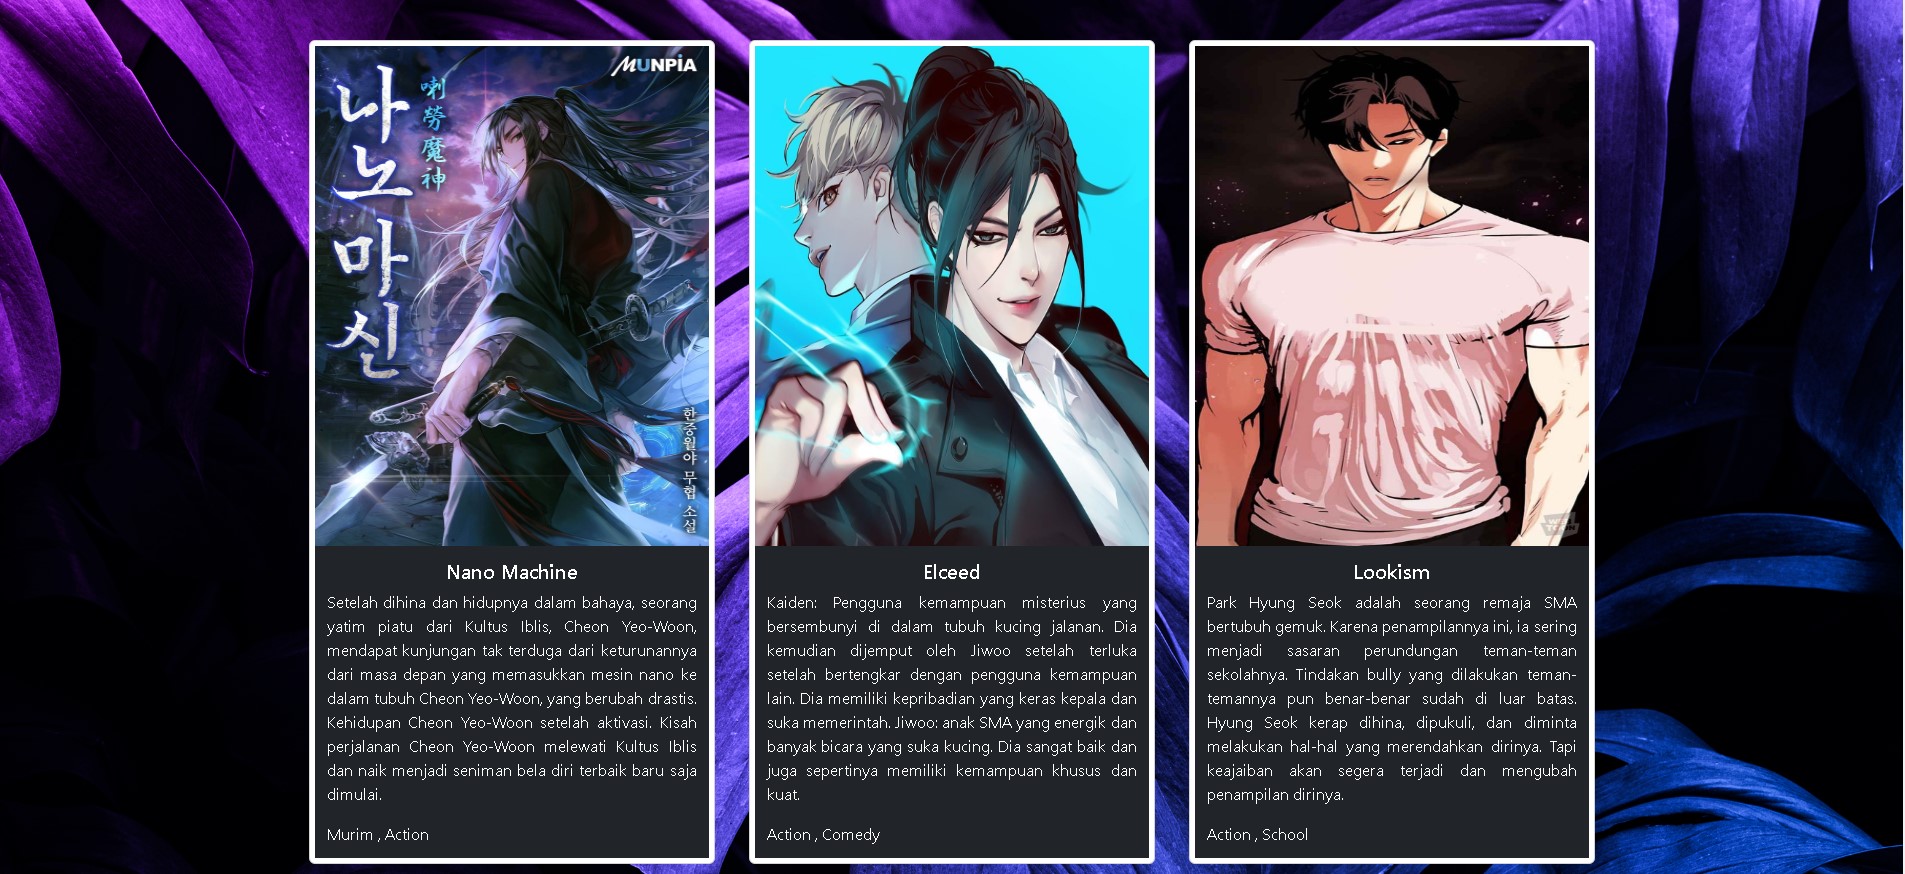 MUNPIA
나노마신
喇勞魔神
한중월야 무협 소설
Nano Machine
Setelah dihina dan hidupnya dalam bahaya, seorang
yatim piatu dari Kultus Iblis, Cheon Yeo-Woon,
mendapat kunjungan tak terduga dari keturunannya
dari masa depan yang memasukkan mesin nano ke
dalam tubuh Cheon Yeo-Woon, yang berubah drastis.
Kehidupan Cheon Yeo-Woon setelah aktivasi. Kisah
perjalanan Cheon Yeo-Woon melewati Kultus Iblis
dan naik menjadi seniman bela diri terbaik baru saja
dimulai.
Murim , Action
Elceed
Kaiden: Pengguna kemampuan misterius yang
bersembunyi di dalam tubuh kucing jalanan. Dia
kemudian dijemput oleh Jiwoo setelah terluka
setelah bertengkar dengan pengguna kemampuan
lain. Dia memiliki kepribadian yang keras kepala dan
suka memerintah. Jiwoo: anak SMA yang energik dan
banyak bicara yang suka kucing. Dia sangat baik dan
juga sepertinya memiliki kemampuan khusus dan
kuat.
Action , Comedy
Lookism
Park Hyung Seok adalah seorang remaja SMA
bertubuh gemuk. Karena penampilannya ini, ia sering
menjadi sasaran perundungan teman-teman
sekolahnya. Tindakan bully yang dilakukan teman-
temannya pun benar-benar sudah di luar batas.
Hyung Seok kerap dihina, dipukuli, dan diminta
melakukan hal-hal yang merendahkan dirinya. Tapi
keajaiban akan segera terjadi dan mengubah
penampilan dirinya.
Action , School